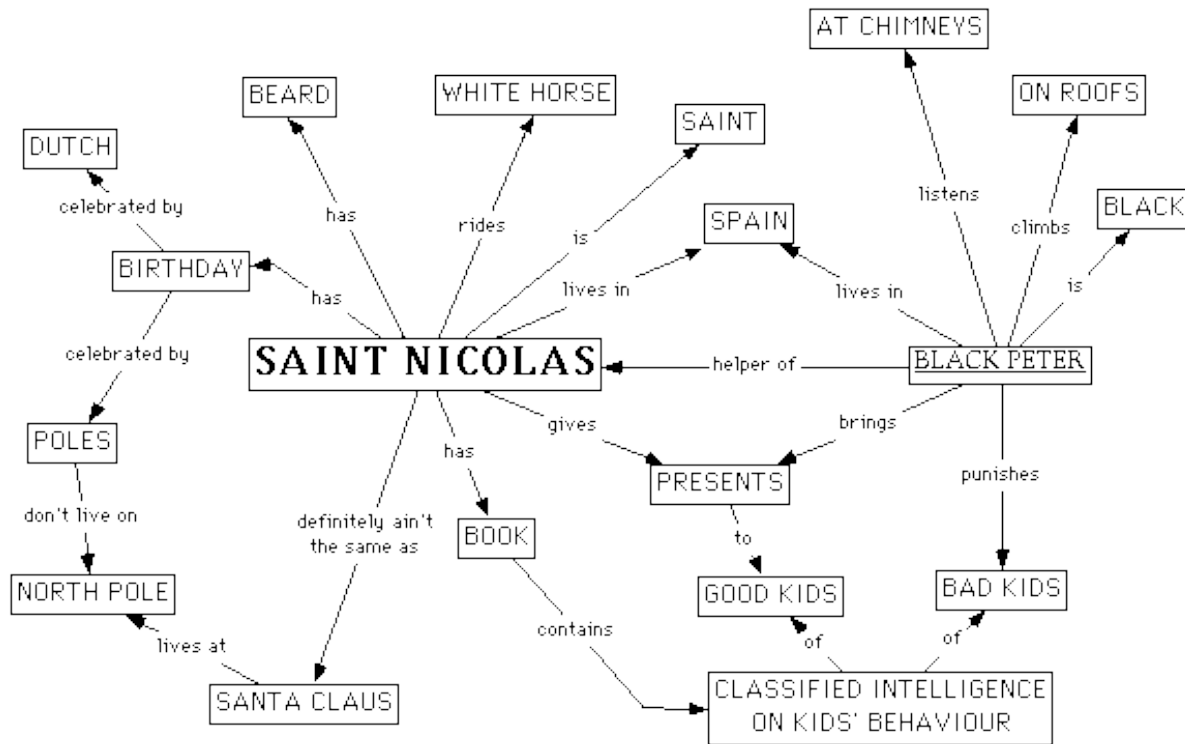 AT CHIMNEYS
BEARD
WHITE HORSE
ON ROOFS
SAINT
DUTCH
celebrated by
has
rides
is
listens
climbs
BLACK
SPAIN
BIRTHDAY
has
lives in
lives in
is
celebrated by
SAINT NICOLAS
helper of
BLACK PETER
gives
brings
POLES
has
PRESENTS
punishes
don't live on
definitely ain't
the same as
BOOK
to
NORTH POLE
GOOD KIDS
BAD KIDS
lives at
contains
of
of
SANTA CLAUS
CLASSIFIED INTELLIGENCE
ON KIDS' BEHAVIOUR